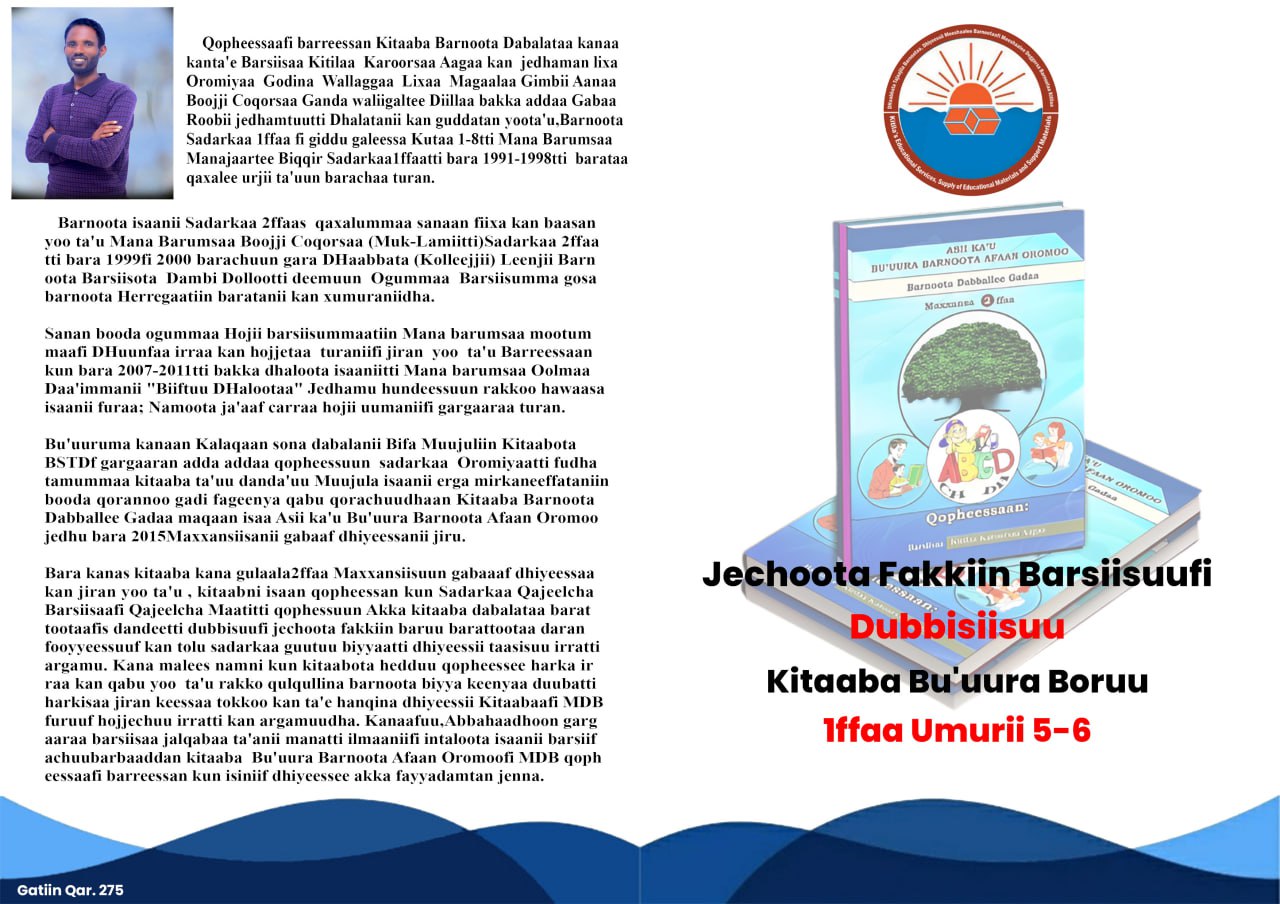 Qopheessaafi barreessan Kitaaba Barnoota Dabalataa kanaa
kanta'e Barsiisaa Kitilaa Karoorsaa Aagaa kan jedhaman lixa
Oromiyaa Godina Wallaggaa Lixaa Magaalaa Gimbii Aanaa
Boojji Coqorsaa Ganda waliigaltee Diillaa bakka addaa Gabaa
Roobii jedhamtuutti Dhalatanii kan guddatan yoota'u,Barnoota
Sadarkaa 1ffaa fi giddu galeessa Kutaa 1-8tti Mana Barumsaa
Manajaartee Biqqir Sadarkaa1ffaatti bara 1991-1998tti barataa
qaxalee urjii ta'uun barachaa turan.
Barnoota isaanii Sadarkaa 2ffaas qaxalummaa sanaan fiixa kan baasan
yoo ta'u Mana Barumsaa Boojji Coqorsaa (Muk-Lamiitti)Sadarkaa 2ffaa
tti bara 1999fi 2000 barachuun gara DHaabbata (Kolleejjii) Leenjii Barn
oota Barsiisota Dambi Dollootti deemuun Ogummaa Barsiisumma gosa
barnoota Herregaatiin baratanii kan xumuraniidha.
Sanan booda ogummaa Hojii barsiisummaatiin Mana barumsaa mootum
maafi DHuunfaa irraa kan hojjetaa turaniifi jiran yoo ta'u Barreessaan
kun bara 2007-2011tti bakka dhaloota isaaniitti Mana barumsaa Oolmaa
Daa'immanii "Biiftuu DHalootaa" Jedhamu hundeessuun rakkoo hawaasa
isaanii furaa; Namoota ja'aaf carraa hojii uumaniifi gargaaraa turan.
Bu'uuruma kanaan Kalaqaan sona dabalanii Bifa Muujuliin Kitaabota
BSTDf gargaaran adda addaa qopheessuun sadarkaa Oromiyaatti fudha
tamummaa kitaaba ta'uu danda'uu Muujula isaanii erga mirkaneeffataniin
booda qorannoo gadi fageenya qabu qorachuudhaan Kitaaba Barnoota
Dabballee Gadaa maqaan isaa Asii ka'u Bu'uura Barnoota Afaan Oromoo
jedhu bara 2015Maxxansiisanii gabaaf dhiyeessanii jiru.
Bara kanas kitaaba kana gulaala2ffaa Maxxansiisuun gabaaaf dhiyeessaa
kan jiran yoo ta'u , kitaabni isaan qopheessan kun Sadarkaa Qajeelcha
Barsiisaafi Qajeelcha Maatitti qophessuun Akka kitaaba dabalataa barat
tootaafis dandeetti dubbisuufi jechoota fakkiin baruu barattootaa daran
fooyyeessuuf kan tolu sadarkaa guutuu biyyaatti dhiyeessii taasisuu irratti
argamu. Kana malees namni kun kitaabota hedduu qopheessee harka ir
raa kan qabu yoo ta'u rakko qulqullina barnoota biyya keenyaa duubatti
harkisaa jiran keessaa tokkoo kan ta'e hanqina dhiyeessii Kitaabaafi MDB
furuuf hojjechuu irratti kan argamuudha. Kanaafuu,Abbahaadhoon garg
aaraa barsiisaa jalqabaa ta'anii manatti ilmaaniifi intaloota isaanii barsiif
achuubarbaaddan kitaaba Bu'uura Barnoota Afaan Oromoofi MDB qoph
eessaafi barreessan kun isiniif dhiyeessee akka fayyadamtan jenna.
Gatiin Qar. 275
Kitila's Educational Services, Supply of Educational Materials and Support Materials
ASII KA'U
BU'UURA BARNOOTA AFAAN OROMOO
Barnoota Dabballee Gadaa
Maxxansa 2ffaa
ABCD
CH DH
Qopheessaan:
Barsiisaa Kitilaa Karoorsaa Aagaa
Jechoota Fakkiin Barsiisuufi
Dubbisiisuu
Kitaaba Bu'uura Boruu
1ffaa Umurii 5-6